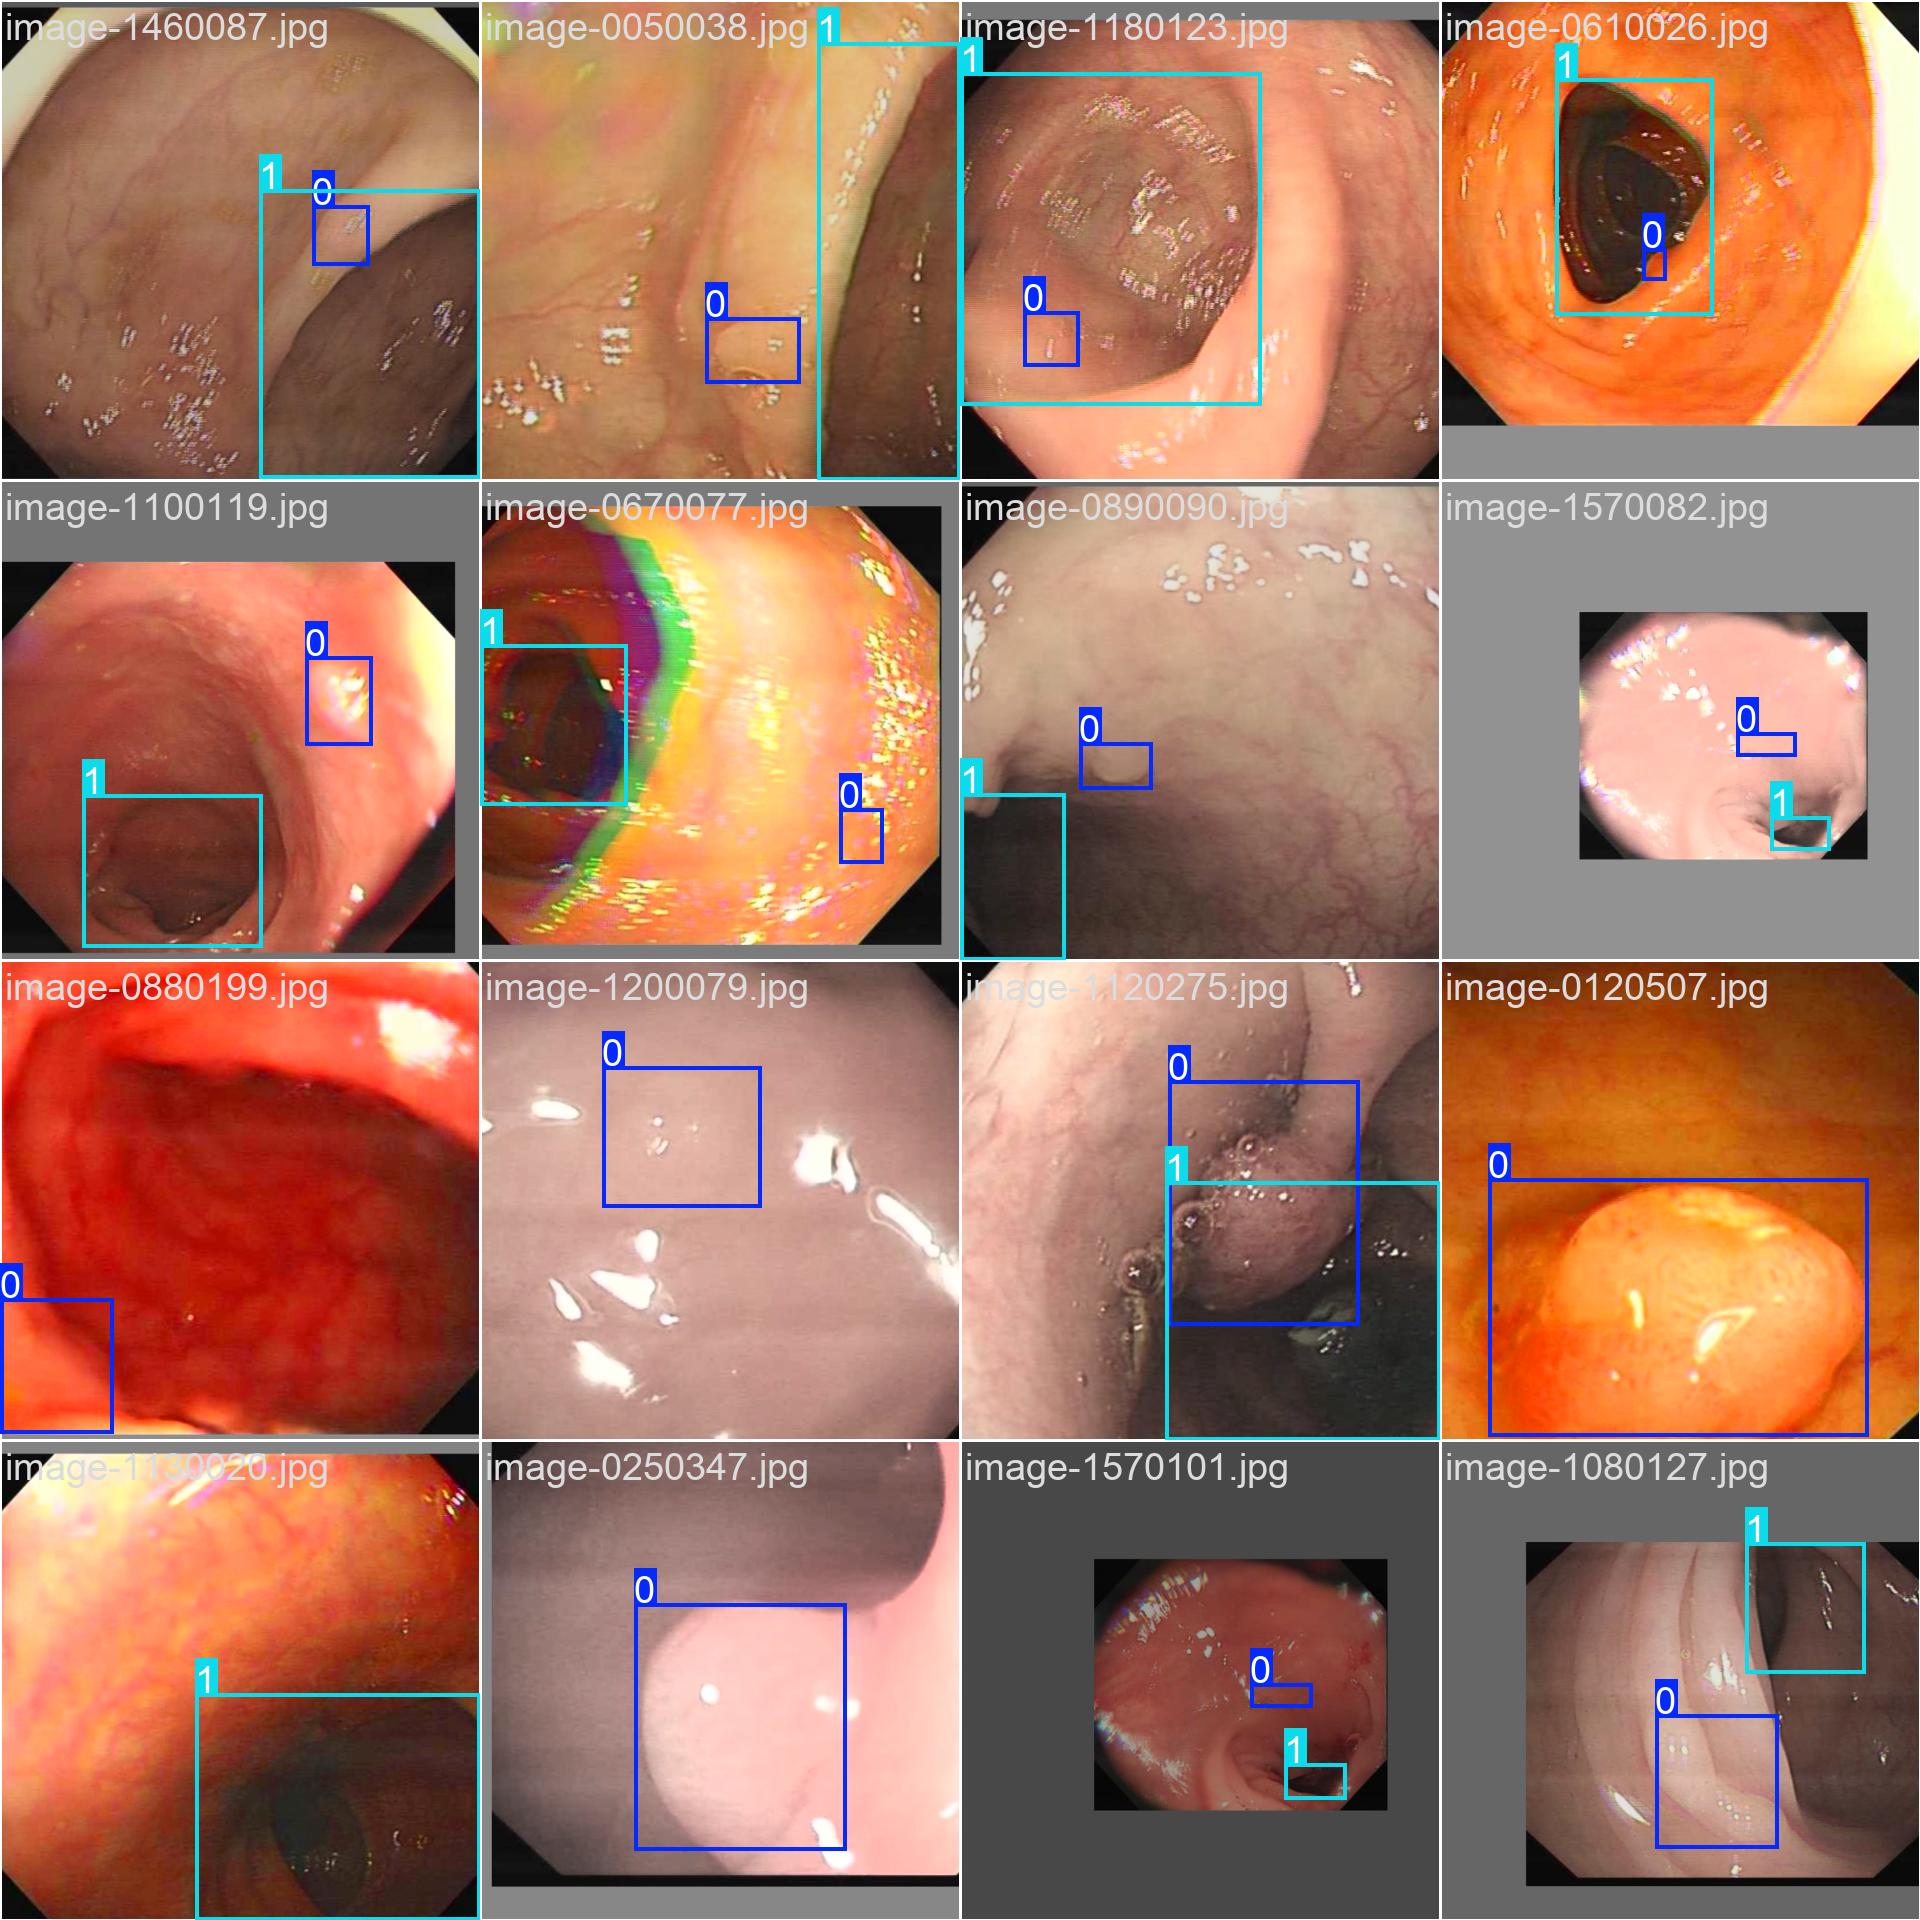 image-1460087.jpg
1
0
image-0050038.jpg
1
0
image-1180123.jpg
1
0
image-0610026.jpg
1
0
image-1100119.jpg
0
1
image-0670077.jpg
1
0
image-0890090.jpg
0
1
image-1570082.jpg
0
1
image-0880199.jpg
0
image-1200079.jpg
0
image-1120275.jpg
0
1
image-0120507.jpg
0
image-1130020.jpg
1
image-0250347.jpg
0
image-1570101.jpg
0
1
image-1080127.jpg
1
0